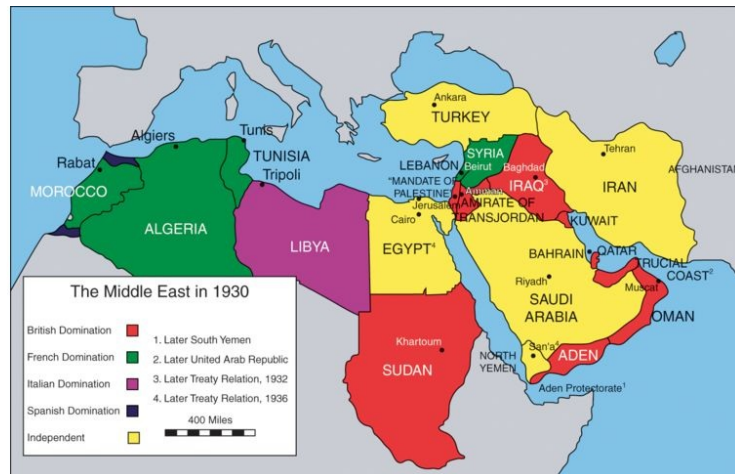 Ankara
TURKEY
Algiers
Tunis
Rabat
TUNISIA
Tripoli
MOROCCO
ALGERIA
LIBYA
SYRIA
LEBANON
Beirut
Baghdad
Tehran
AFGHANISTAN
"MANDATE OF
PALESTINE"
Amman
IRAQ3
IRAN
Jerusalem
AMIRATE OF
TRANSJORDAN
Cairo
EGYPT4
KUWAIT
BAHRAIN
QATAR
TRUCIAL
COAST2
Riyadh
Muscat
SAUDI
ARABIA
OMAN
Khartoum
SUDAN
San'a4
NORTH
YEMEN
ADEN
Aden Protectorate1
The Middle East in 1930
British Domination
French Domination
Italian Domination
Spanish Domination
Independent
1. Later South Yemen
2. Later United Arab Republic
3. Later Treaty Relation, 1932
4. Later Treaty Relation, 1936
400 Miles